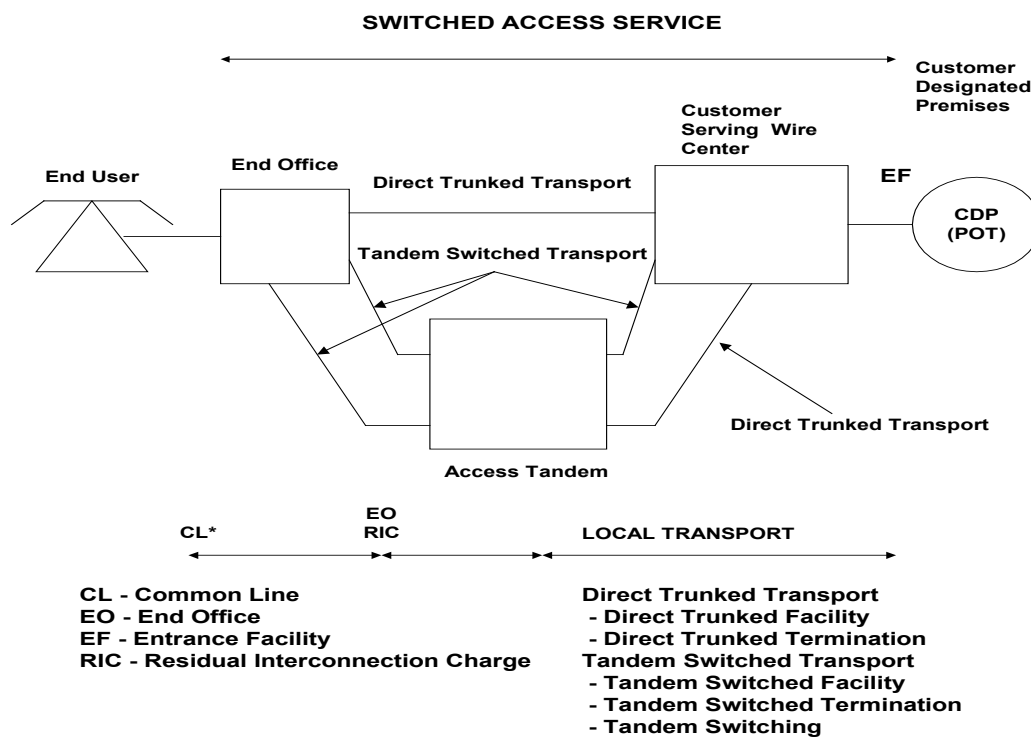 SWITCHED ACCESS SERVICE
Customer
Designated
Premises
Customer
Serving Wire
Center
End Office
End User
Direct Trunked Transport
EF
CDP
(POT)
Tandem Switched Transport
Direct Trunked Transport
Access Tandem
EO
CL*
RIC
LOCAL TRANSPORT
CL - Common Line
EO - End Office
EF - Entrance Facility
RIC - Residual Interconnection Charge
Direct Trunked Transport
- Direct Trunked Facility
- Direct Trunked Termination
Tandem Switched Transport
- Tandem Switched Facility
- Tandem Switched Termination
- Tandem Switching